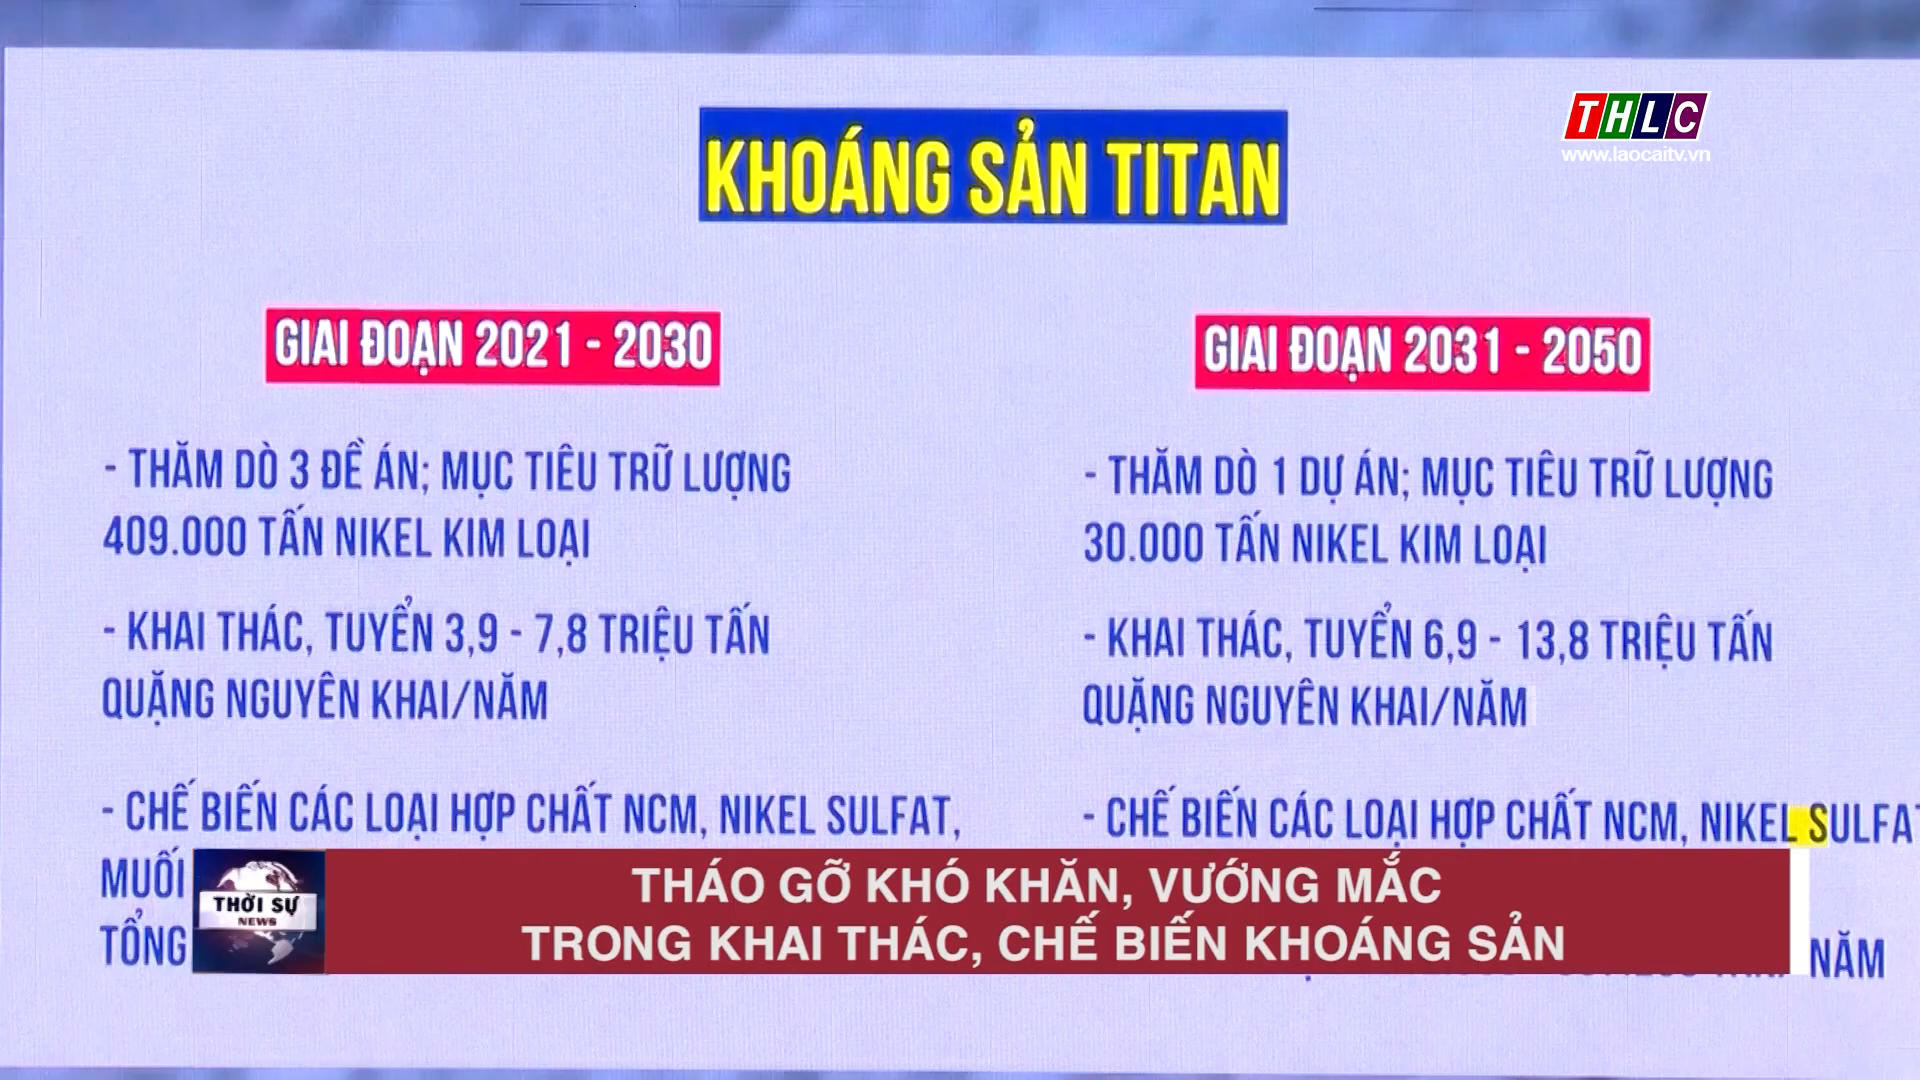 THLC
www.laocaitv.vn
KHOÁNG SẢN TITAN
GIAI ĐOẠN 2021 - 2030
- THĂM DÒ 3 ĐỀ ÁN; MỤC TIÊU TRỮ LƯỢNG
409.000 TẤN NIKEL KIM LOẠI
- KHAI THÁC, TUYỂN 3,9 - 7,8 TRIỆU TẤN
QUẶNG NGUYÊN KHAI/NĂM
- CHẾ BIẾN CÁC LOẠI HỢP CHẤT NCM, NIKEL SULFAT,
MUỐI
TỔNG
GIAI ĐOẠN 2031 - 2050
- THĂM DÒ 1 DỰ ÁN; MỤC TIÊU TRỮ LƯỢNG
30.000 TẤN NIKEL KIM LOẠI
- KHAI THÁC, TUYỂN 6,9 - 13,8 TRIỆU TẤN
QUẶNG NGUYÊN KHAI/NĂM
- CHẾ BIẾN CÁC LOẠI HỢP CHẤT NCM, NIKEL SULFAT
NĂM
THỜI SỰ
NEWS
THÁO GỠ KHÓ KHĂN, VƯỚNG MẮC
TRONG KHAI THÁC, CHẾ BIẾN KHOÁNG SẢN